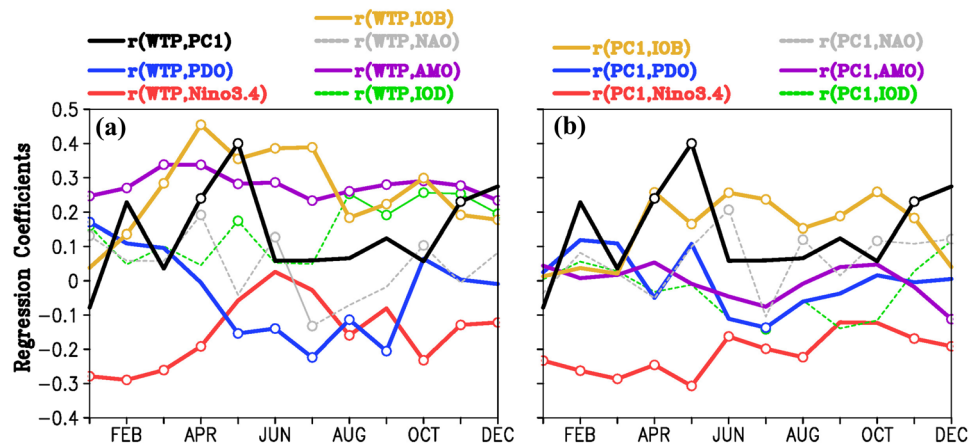 r(WTP,IOB)
r(WTP,PC1) r(WTP,NAO)
r(WTP,PDO) r(WTP,AMO)
r(WTP,Nino3.4) r(WTP,IOD)
r(PC1,IOB) r(PC1,NAO)
r(PC1,PDO) r(PC1,AMO)
r(PC1,Nino3.4) r(PC1,IOD)
Regression Coefficients
0.5
0.4
0.3
0.2
0.1
0
−0.1
−0.2
−0.3
−0.4
(a)
(b)
FEB APR JUN AUG OCT DEC
FEB APR JUN AUG OCT DEC